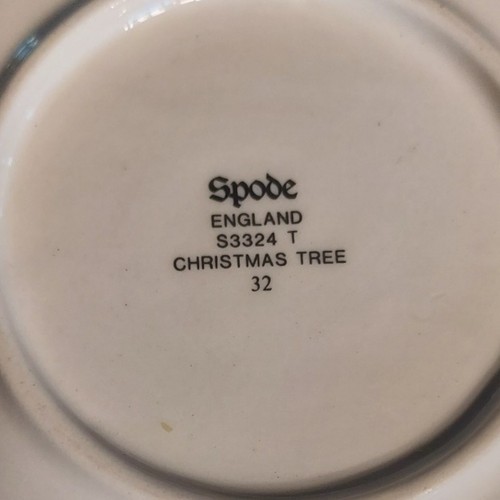 Spode
ENGLAND
S3324 T
CHRISTMAS TREE
32